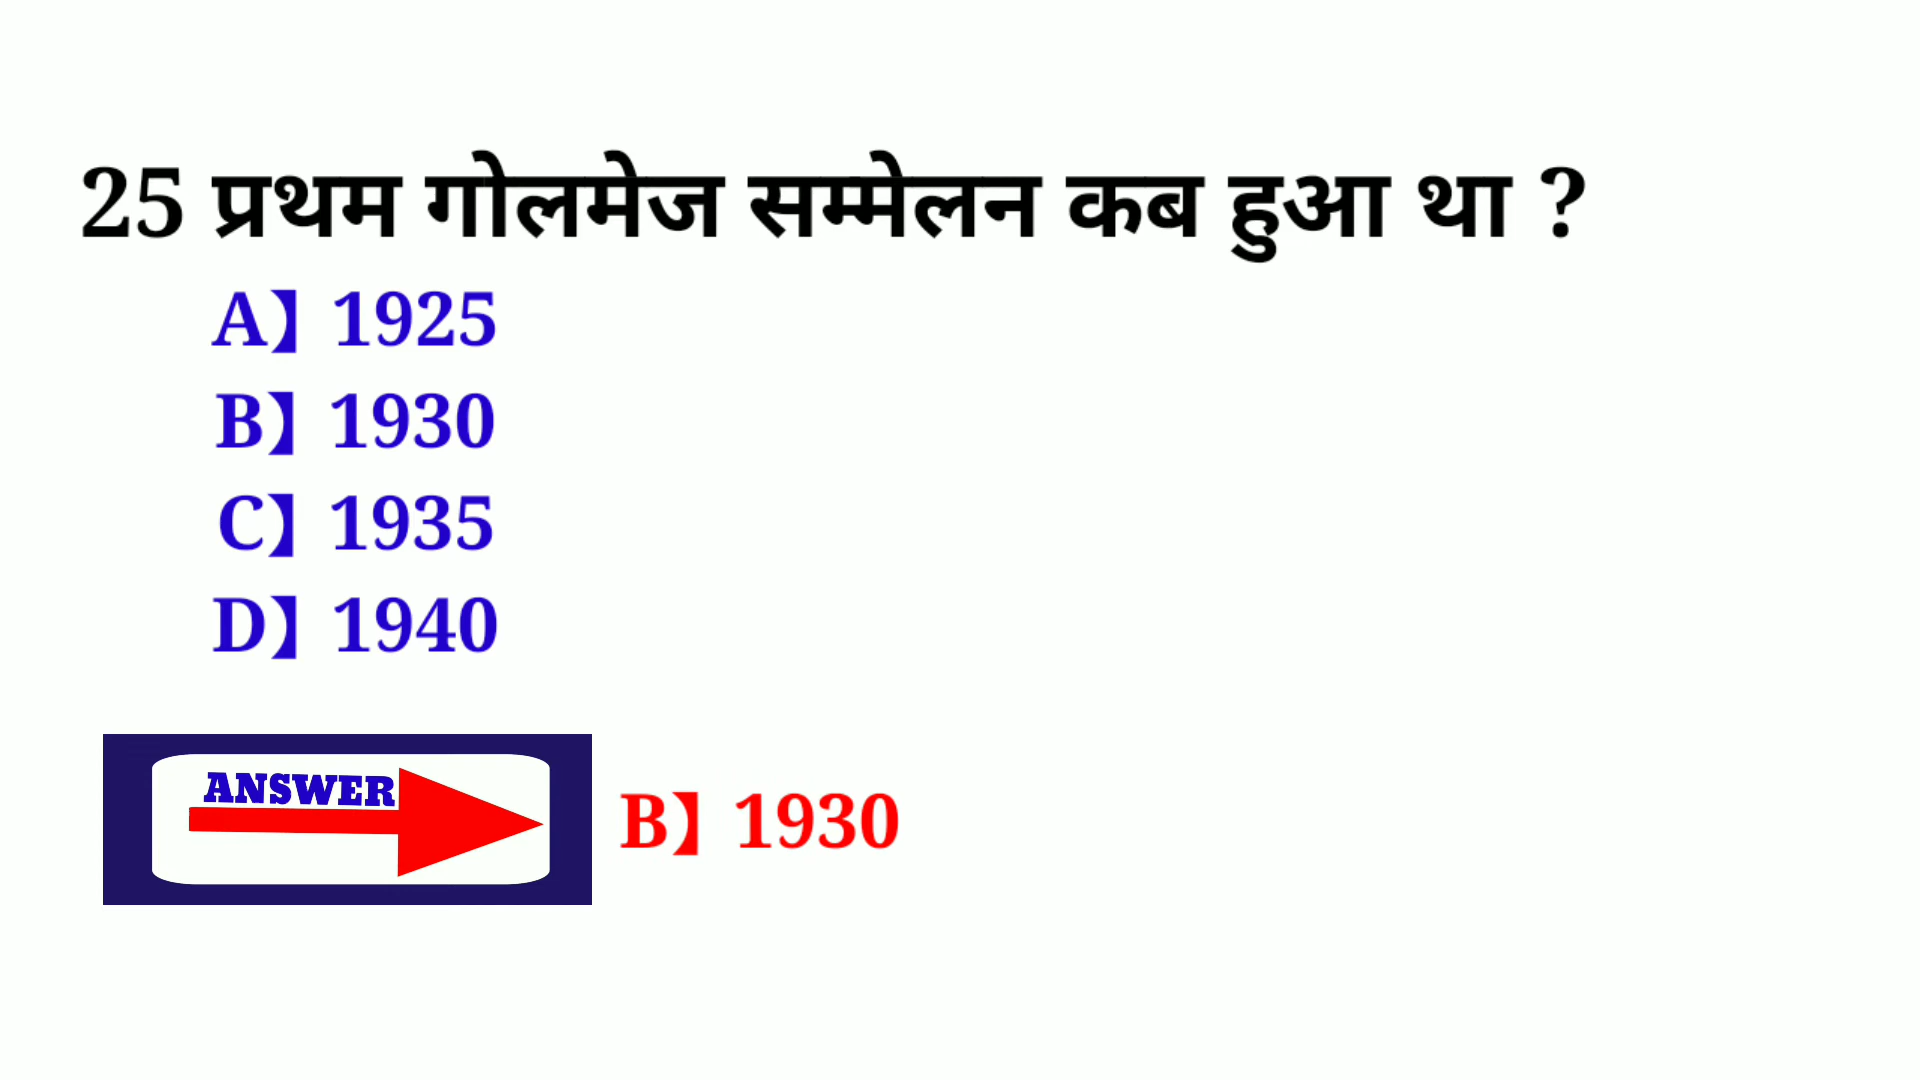 25 प्रथम गोलमेज सम्मेलन कब हुआ था ?
A】 1925
B】 1930
C】 1935
D】 1940
ANSWER
B】 1930